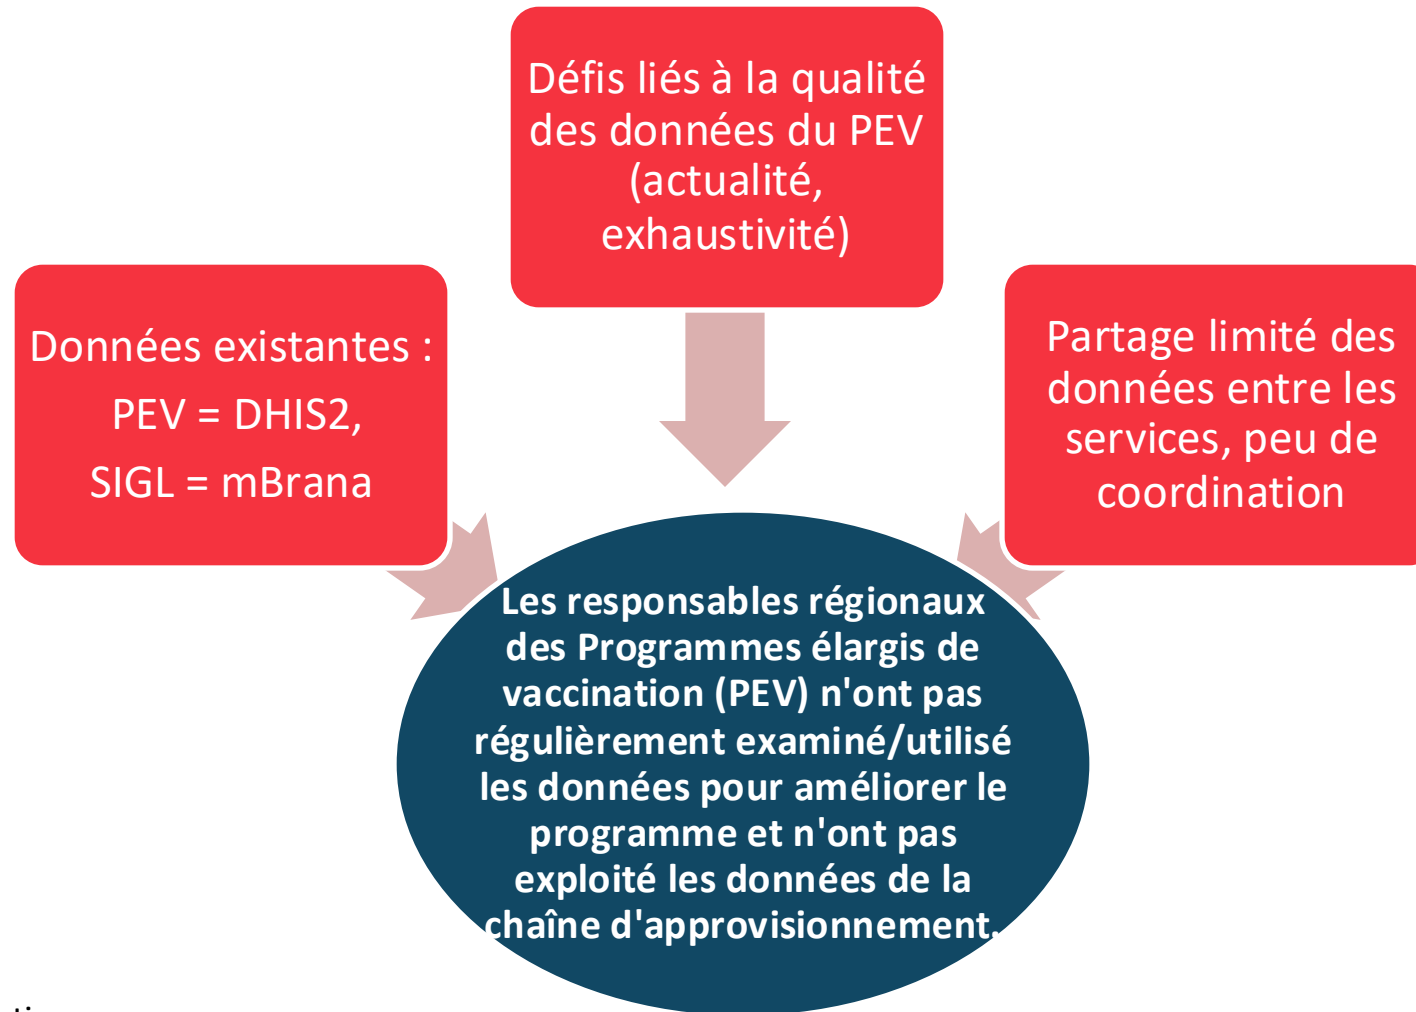 Défis liés à la qualité
des données du PEV
(actualité,
exhaustivité)
Données existantes :
PEV = DHIS2,
SIGL = mBrana
Partage limité des
données entre les
services, peu de
coordination
Les responsables régionaux
des Programmes élargis de
vaccination (PEV) n'ont pas
régulièrement examiné/utilisé
les données pour améliorer le
programme et n'ont pas
exploité les données de la
chaîne d'approvisionnement.